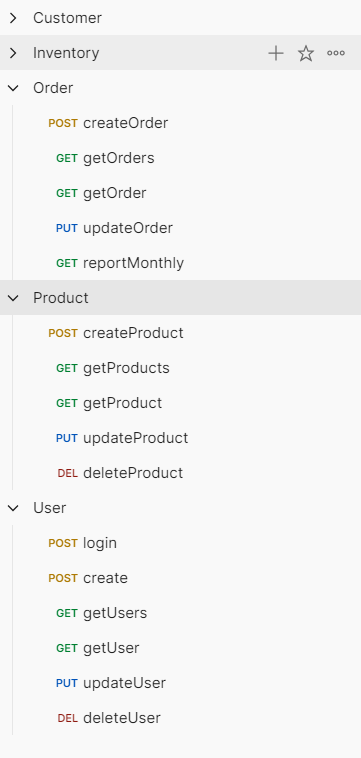 Customer
Inventory
Order
POST createOrder
GET getOrders
GET getOrder
PUT updateOrder
GET reportMonthly
Product
POST createProduct
GET getProducts
GET getProduct
PUT updateProduct
DEL deleteProduct
User
POST login
POST create
GET getUsers
GET getUser
PUT updateUser
DEL deleteUser